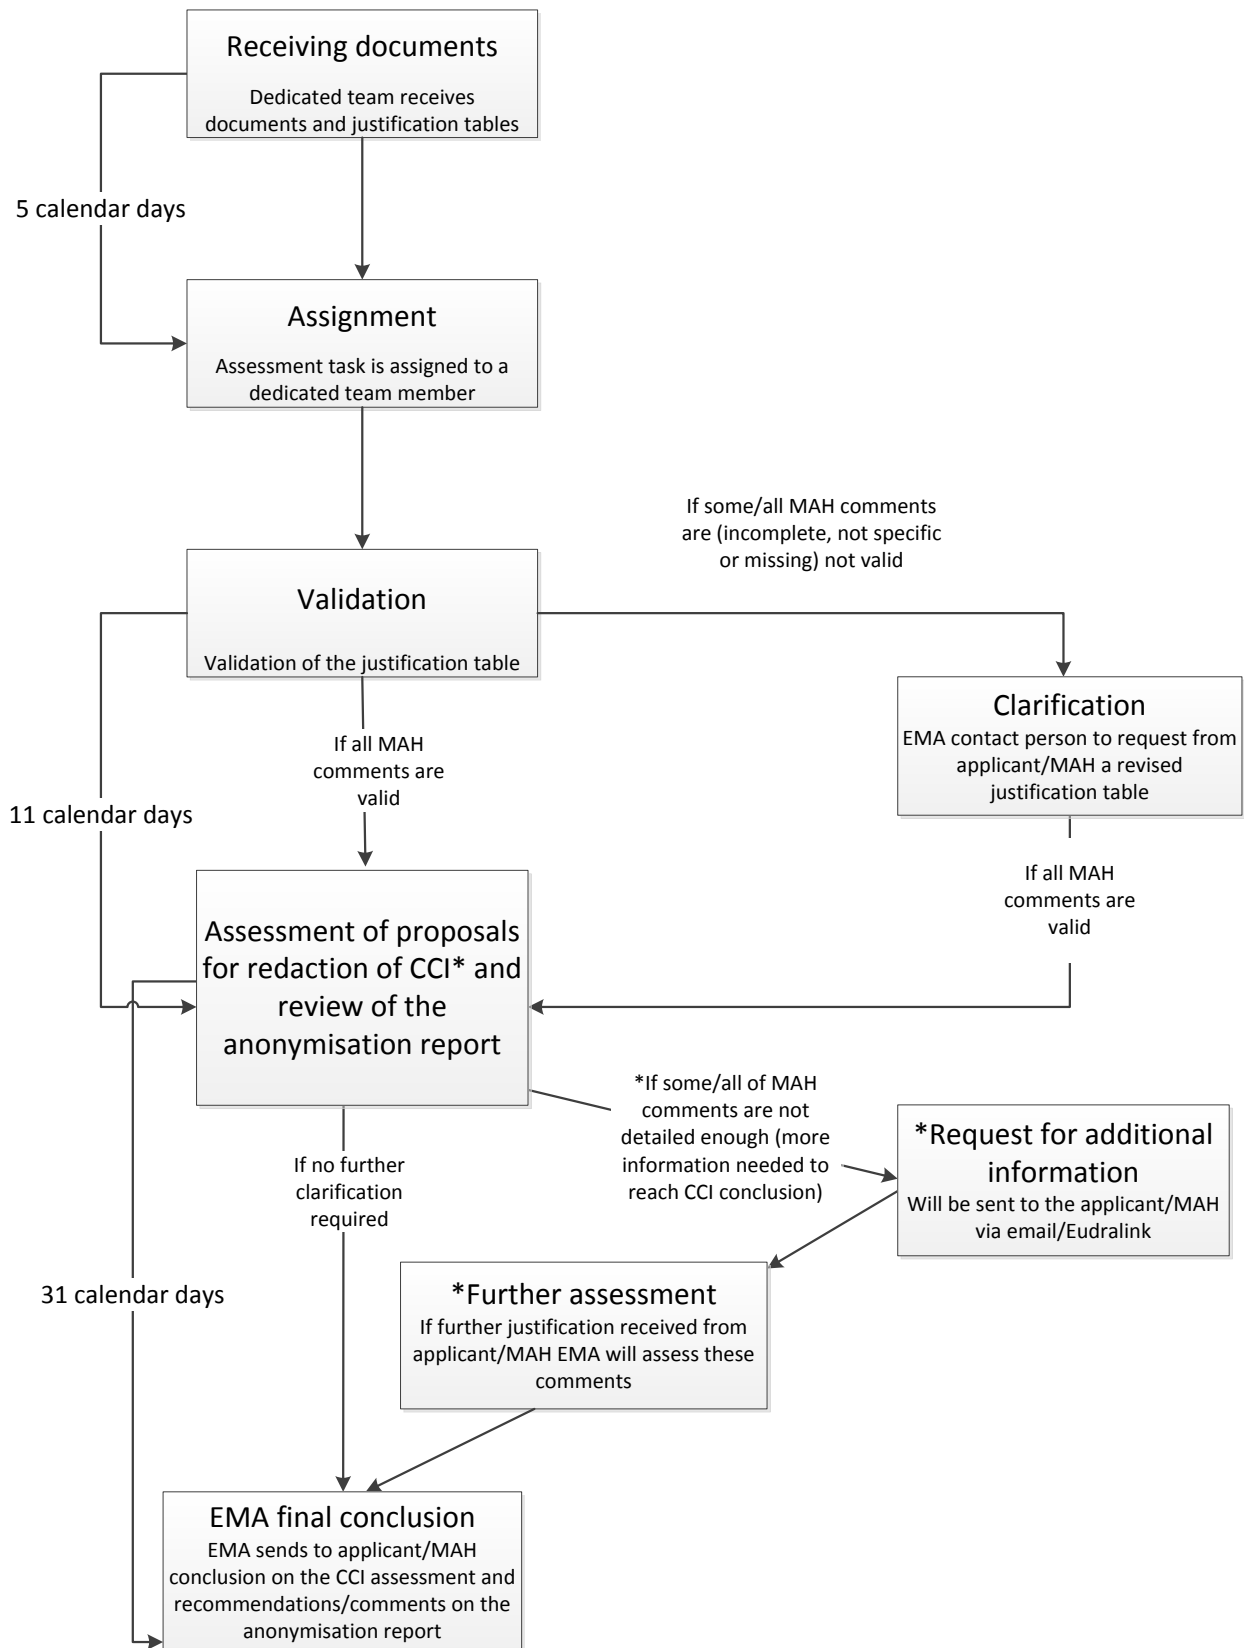 Receiving documents
Dedicated team receives
documents and justification tables
5 calendar days
Assignment
Assessment task is assigned to a
dedicated team member
If some/all MAH comments
are (incomplete, not specific
or missing) not valid
Validation
Validation of the justification table
Clarification
EMA contact person to request from
applicant/MAH a revised
justification table
If all MAH
comments are
valid
11 calendar days
If all MAH
comments are
valid
Assessment of proposals
for redaction of CCI* and
review of the
anonymisation report
*If some/all of MAH
comments are not
detailed enough (more
information needed to
reach CCI conclusion)
*Request for additional
information
Will be sent to the applicant/MAH
via email/Eudralink
If no further
clarification
required
31 calendar days
*Further assessment
If further justification received from
applicant/MAH EMA will assess these
comments
EMA final conclusion
EMA sends to applicant/MAH
conclusion on the CCI assessment and
recommendations/comments on the
anonymisation report